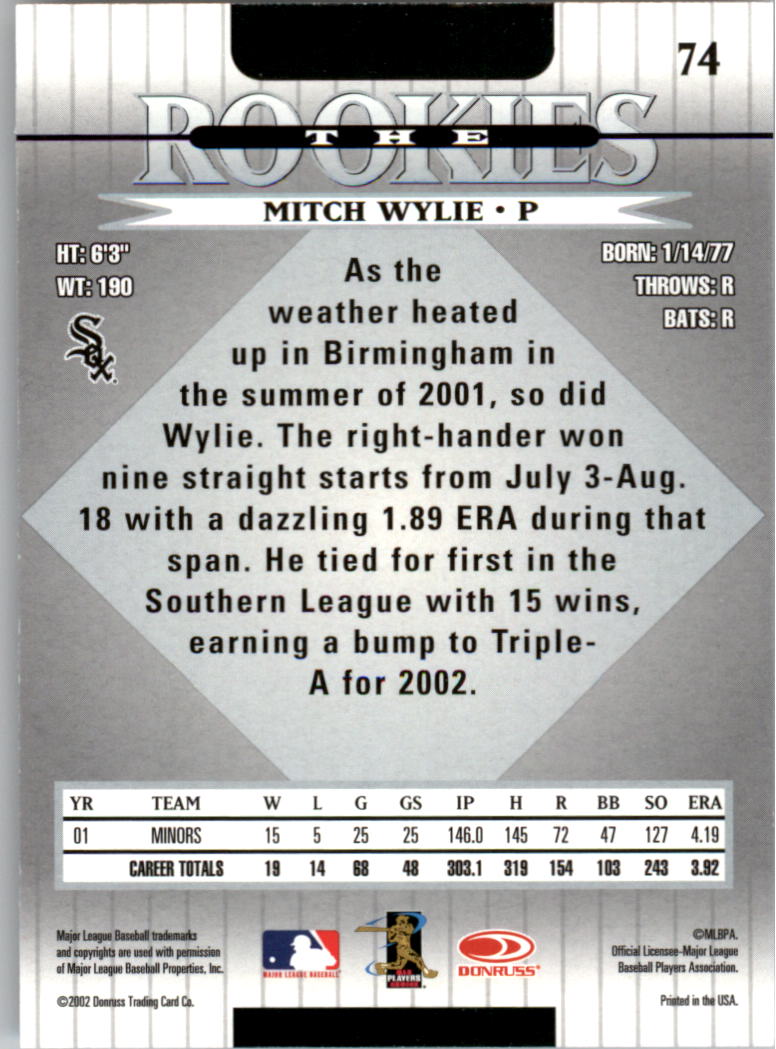 74
ROOKIES
THE
MITCH WYLIE • P
HT: 6'3"
WT: 190
BORN: 1/14/77
THROWS: R
BATS: R
Sox
As the
weather heated
up in Birmingham in
the summer of 2001, so did
Wylie. The right-hander won
nine straight starts from July 3-Aug.
18 with a dazzling 1.89 ERA during that
span. He tied for first in the
Southern League with 15 wins,
earning a bump to Triple-
A for 2002.
YR TEAM W L G GS IP H R BB SO ERA
01 MINORS 15 5 25 25 146.0 145 72 47 127 4.19
CAREER TOTALS 19 14 68 48 303.1 319 154 103 243 3.92
Major League Baseball trademarks
and copyrights are used with permission
of Major League Baseball Properties, Inc.
©2002 Donruss Trading Card Co.
MAJOR LEAGUE BASEBALL
PLAYERS
DONRUSS
©MLBPA.
Official Licensee-Major League
Baseball Players Association.
Printed in the USA.